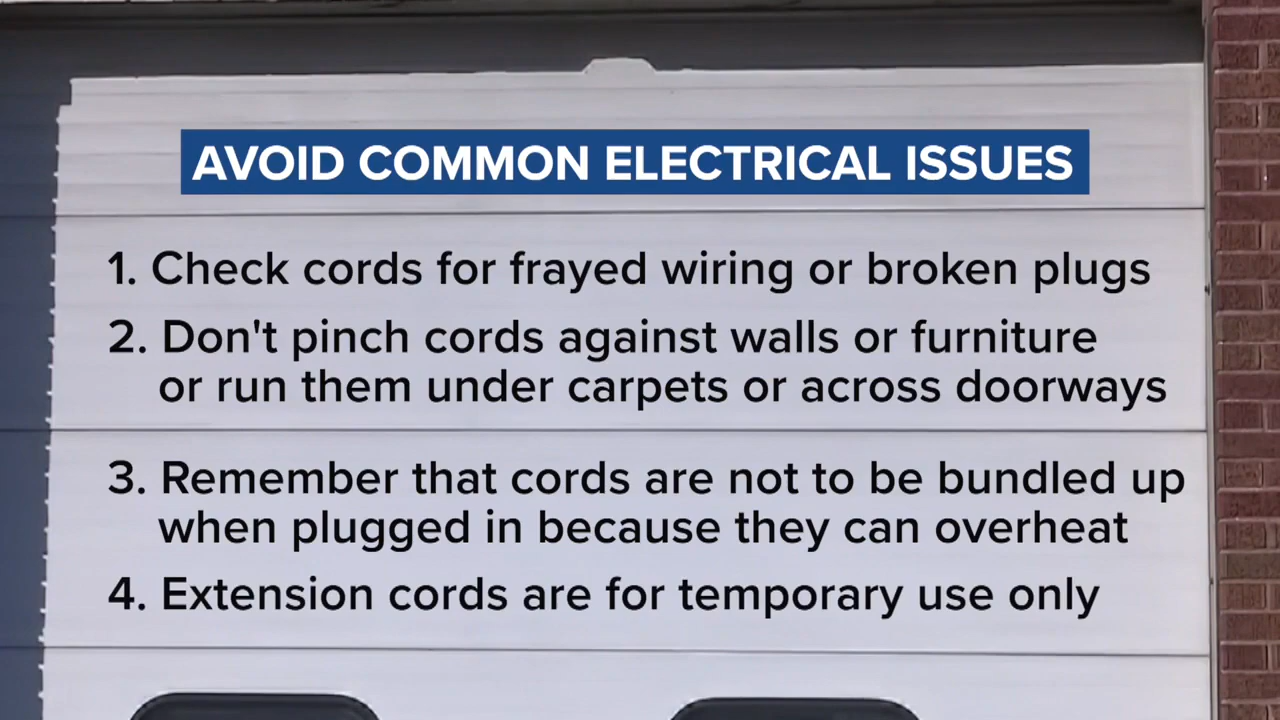 AVOID COMMON ELECTRICAL ISSUES
1. Check cords for frayed wiring or broken plugs
2. Don't pinch cords against walls or furniture
or run them under carpets or across doorways
3. Remember that cords are not to be bundled up
when plugged in because they can overheat
4. Extension cords are for temporary use only